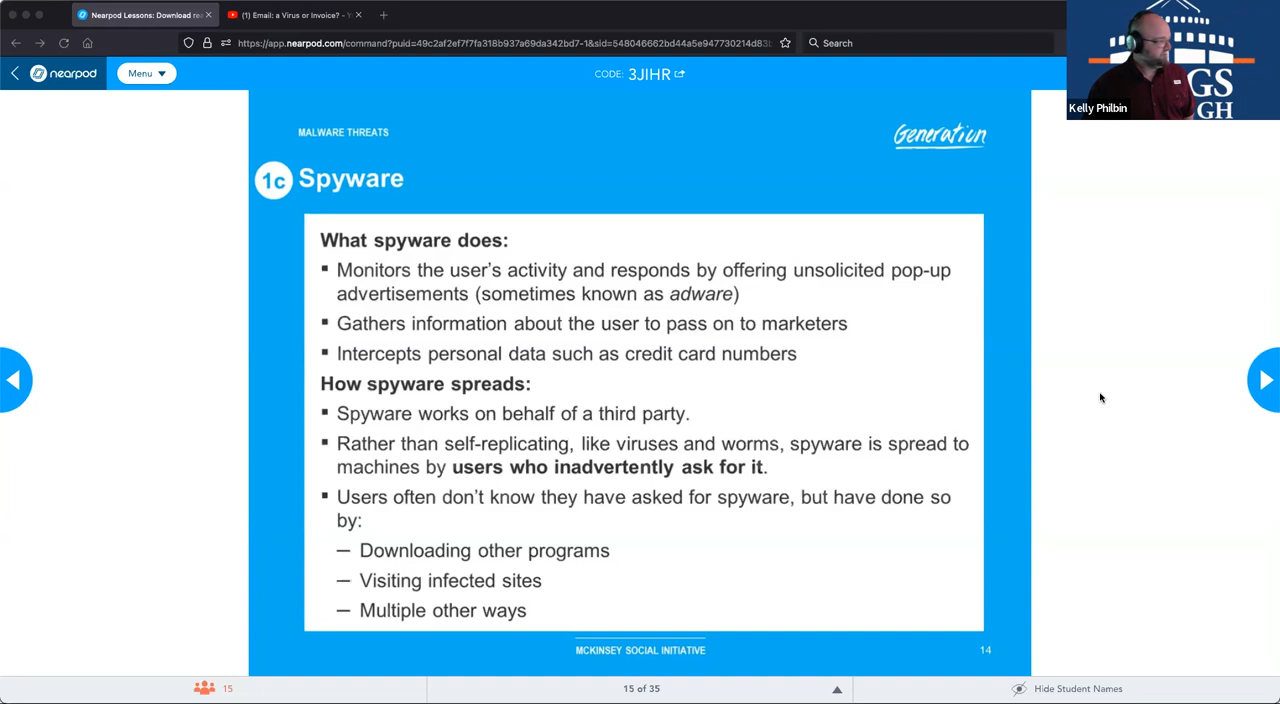 Nearpod Lessons: Download rea
(1) Email: a Virus or Invoice? - Y
https://app.nearpod.com/command?puid=49c2af2ef7f7fa318b937a69da342bd7-1&sid=548046662bd44a5e947730214d83b
Search
nearpod
Menu
CODE: 3JIHR
GS
GH
Kelly Philbin
MALWARE THREATS
Generation
1c Spyware
What spyware does:
▪ Monitors the user's activity and responds by offering unsolicited pop-up
advertisements (sometimes known as adware)
▪ Gathers information about the user to pass on to marketers
▪ Intercepts personal data such as credit card numbers
How spyware spreads:
▪ Spyware works on behalf of a third party.
▪ Rather than self-replicating, like viruses and worms, spyware is spread to
machines by users who inadvertently ask for it.
▪ Users often don't know they have asked for spyware, but have done so
by:
– Downloading other programs
– Visiting infected sites
– Multiple other ways
MCKINSEY SOCIAL INITIATIVE
14
15
15 of 35
Hide Student Names